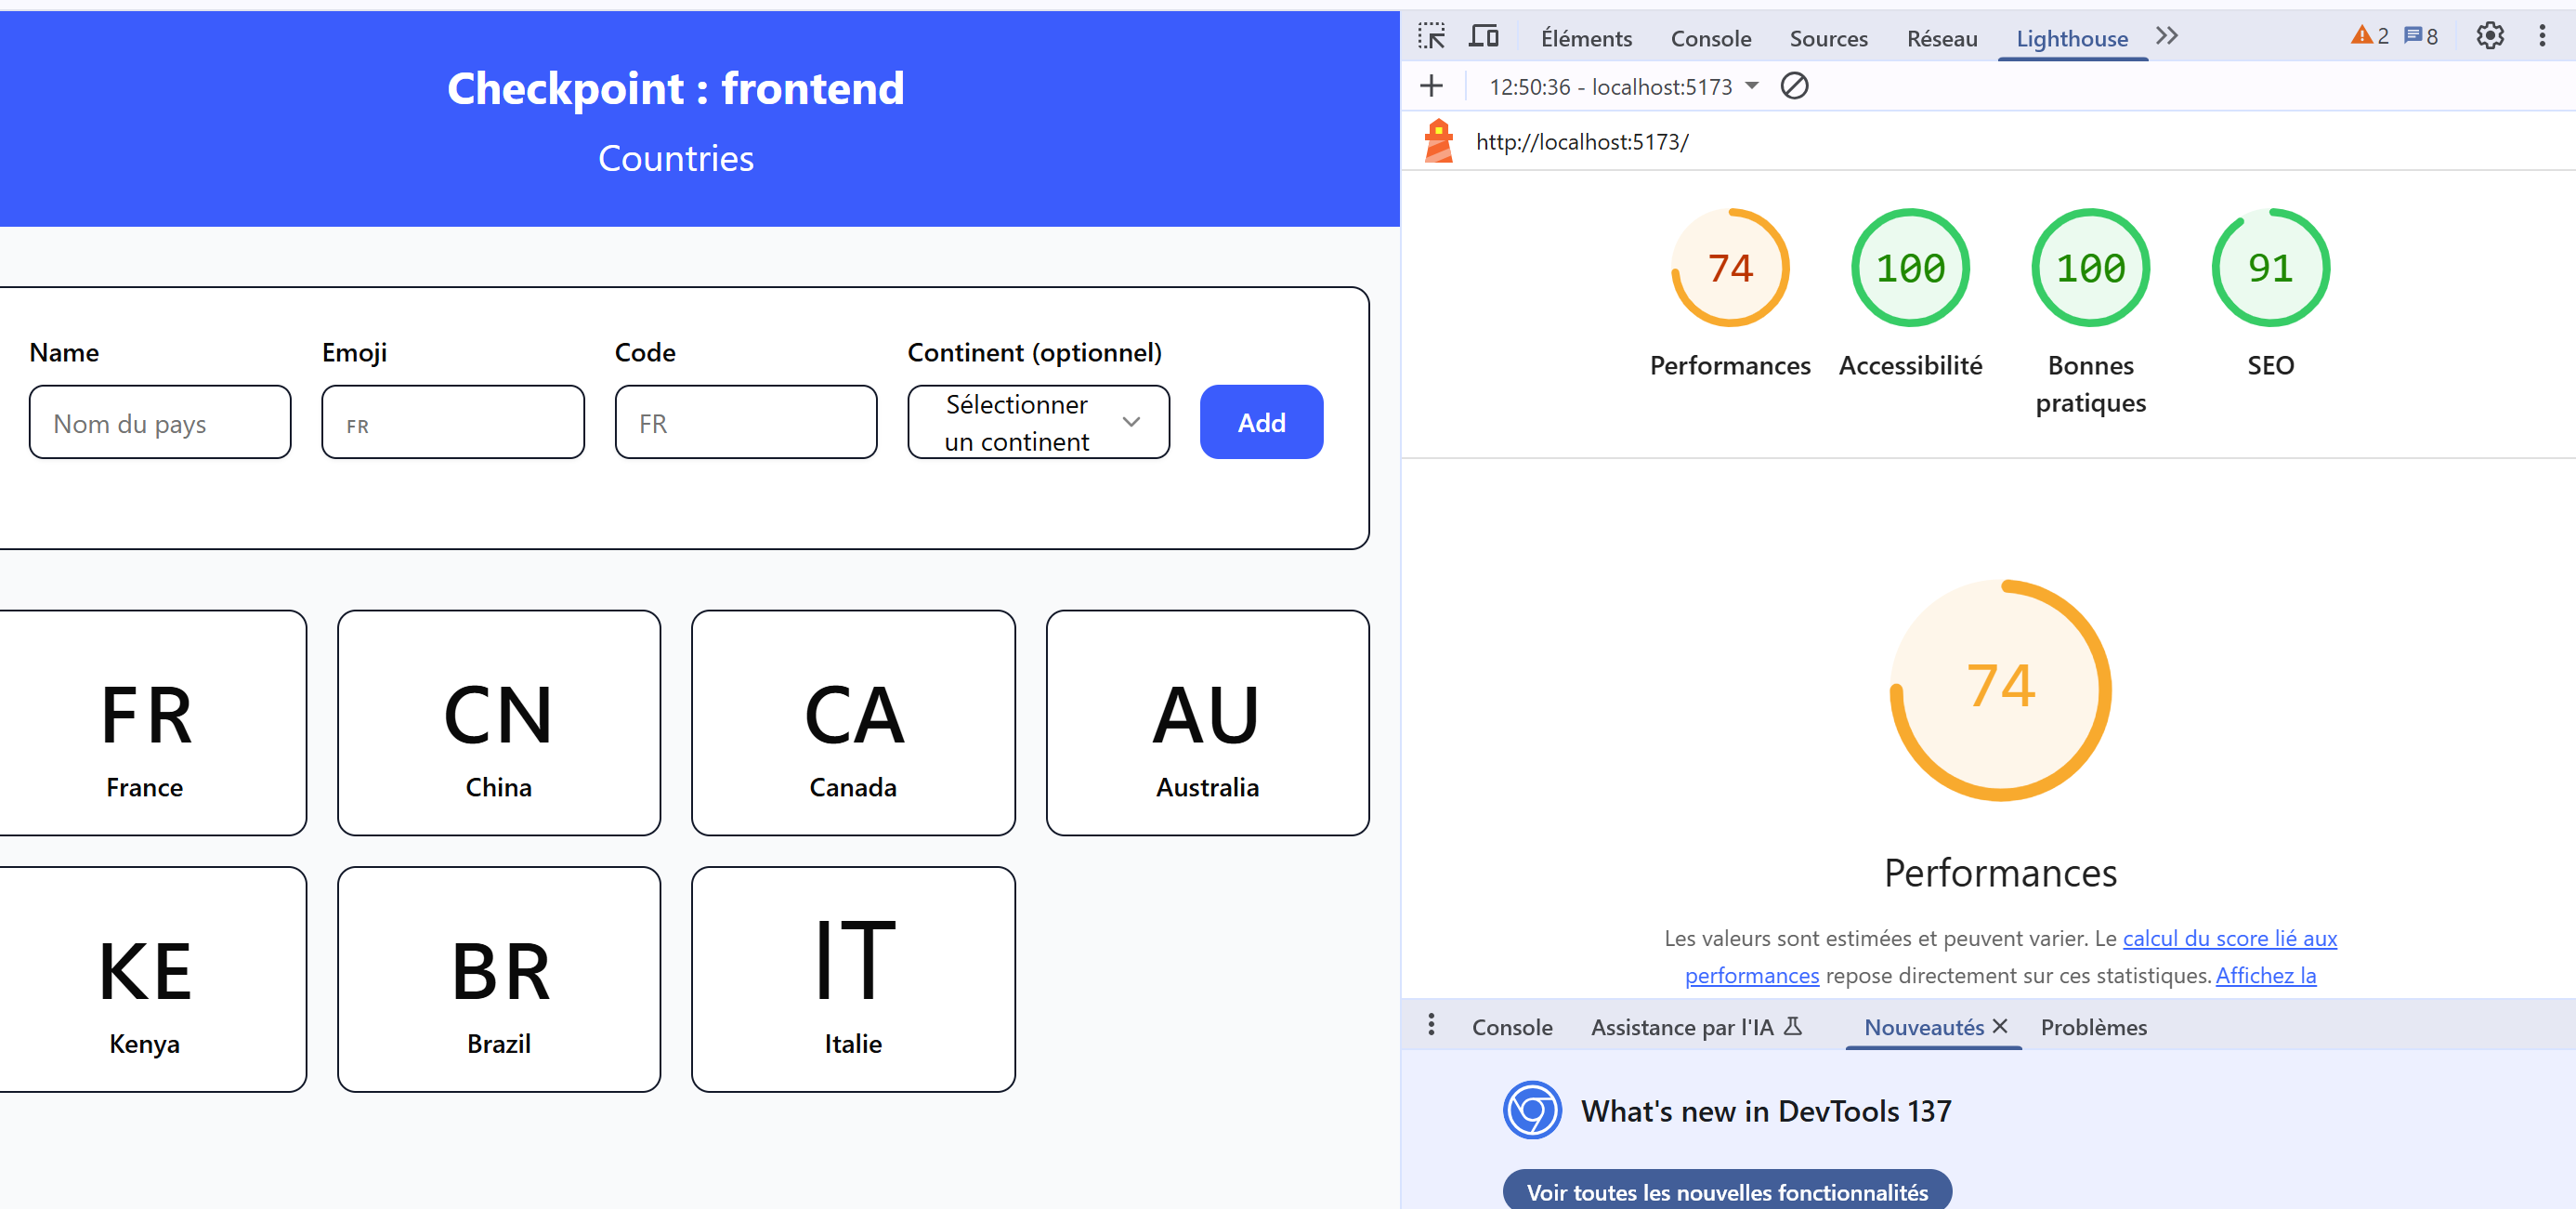 Checkpoint : frontend
Countries
Name
Emoji
Code
Continent (optionnel)
Nom du pays
FR
FR
Sélectionner
un continent
Add
FR
France
CN
China
CA
Canada
AU
Australia
KE
Kenya
BR
Brazil
IT
Italie
Éléments
Console
Sources
Réseau
Lighthouse
2
8
12:50:36 - localhost:5173
http://localhost:5173/
74
Performances
100
Accessibilité
100
Bonnes
pratiques
91
SEO
74
Performances
Les valeurs sont estimées et peuvent varier. Le calcul du score lié aux
performances repose directement sur ces statistiques. Affichez la
Console
Assistance par l'IA
Nouveautés
Problèmes
What's new in DevTools 137
Voir toutes les nouvelles fonctionnalités